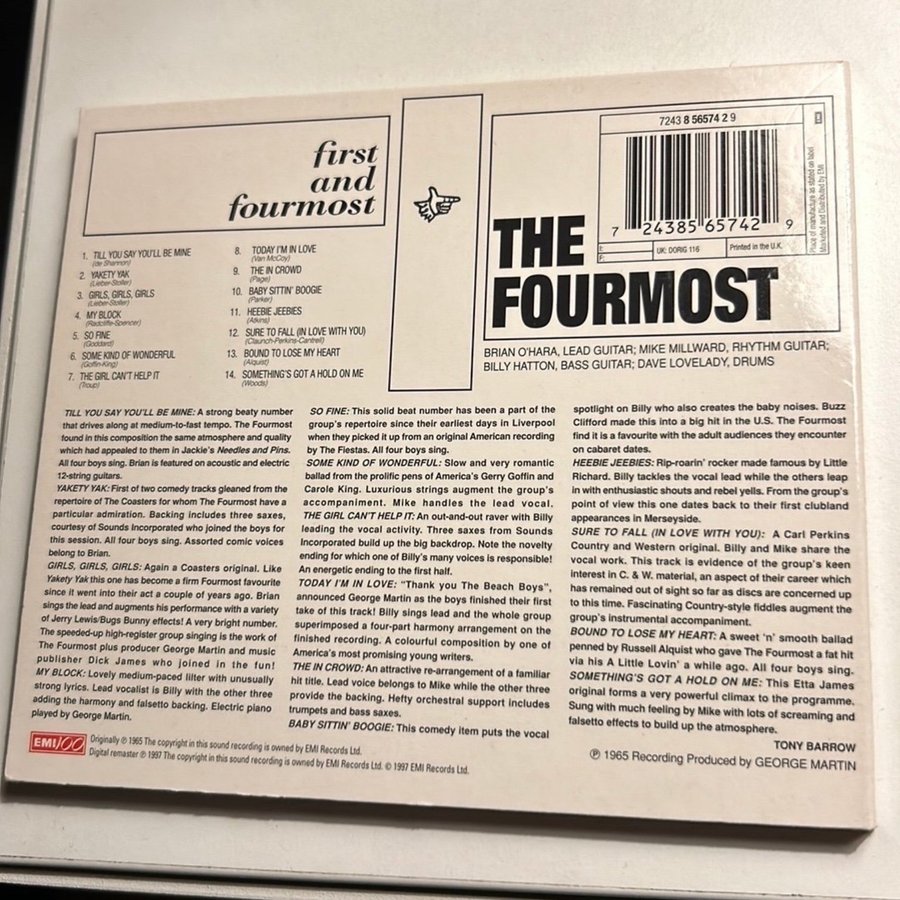 first
and
fourmost
1. TILL YOU SAY YOU'LL BE MINE
(de Shannon)
2. YAKETY YAK
(Lieber-Stoller)
3. GIRLS, GIRLS, GIRLS
(Lieber-Stoller)
4. MY BLOCK
(Radcliffe-Spencer)
5. SO FINE
(Goddard)
6. SOME KIND OF WONDERFUL
(Goffin-King)
7. THE GIRL CAN'T HELP IT
(Troup)
8. TODAY I'M IN LOVE
(Van McCoy)
9. THE IN CROWD
(Page)
10. BABY SITTIN' BOOGIE
(Parker)
11. HEEBIE JEEBIES
(Atkins)
12. SURE TO FALL (IN LOVE WITH YOU)
(Claunch-Perkins-Cantrell)
13. BOUND TO LOSE MY HEART
(Alquist)
14. SOMETHING'S GOT A HOLD ON ME
(Woods)
7243 8 56574 2 9
7 24385 65742 9
UK: DORIG 116
Printed in the U.K.
Place of manufacture as stated on label
Marketed and Distributed by EMI
EMI
THE
FOURMOST
BRIAN O'HARA, LEAD GUITAR; MIKE MILLWARD, RHYTHM GUITAR;
BILLY HATTON, BASS GUITAR; DAVE LOVELADY, DRUMS
TILL YOU SAY YOU'LL BE MINE: A strong beaty number
that drives along at medium-to-fast tempo. The Fourmost
found in this composition the same atmosphere and quality
which had appealed to them in Jackie's Needles and Pins.
All four boys sing. Brian is featured on acoustic and electric
12-string guitars.
YAKETY YAK: First of two comedy tracks gleaned from the
repertoire of The Coasters for whom The Fourmost have a
particular admiration. Backing includes three saxes,
courtesy of Sounds Incorporated who joined the boys for
this session. All four boys sing. Assorted comic voices
belong to Brian.
GIRLS, GIRLS, GIRLS: Again a Coasters original. Like
Yakety Yak this one has become a firm Fourmost favourite
since it went into their act a couple of years ago. Brian
sings the lead and augments his performance with a variety
of Jerry Lewis/Bugs Bunny effects! A very bright number.
The speeded-up high-register group singing is the work of
The Fourmost plus producer George Martin and music
publisher Dick James who joined in the fun!
MY BLOCK: Lovely medium-paced lilter with unusually
strong lyrics. Lead vocalist is Billy with the other three
adding the harmony and falsetto backing. Electric piano
played by George Martin.
SO FINE: This solid beat number has been a part of the
group's repertoire since their earliest days in Liverpool
when they picked it up from an original American recording
by The Fiestas. All four boys sing.
SOME KIND OF WONDERFUL: Slow and very romantic
ballad from the prolific pens of America's Gerry Goffin and
Carole King. Luxurious strings augment the group's
accompaniment. Mike handles the lead vocal.
THE GIRL CAN'T HELP IT: An out-and-out raver with Billy
leading the vocal activity. Three saxes from Sounds
Incorporated build up the big backdrop. Note the novelty
ending for which one of Billy's many voices is responsible!
An energetic ending to the first half.
TODAY I'M IN LOVE: "Thank you The Beach Boys",
announced George Martin as the boys finished their first
take of this track! Billy sings lead and the whole group
superimposed a four-part harmony arrangement on the
finished recording. A colourful composition by one of
America's most promising young writers.
THE IN CROWD: An attractive re-arrangement of a familiar
hit title. Lead voice belongs to Mike while the other three
provide the backing. Hefty orchestral support includes
trumpets and bass saxes.
BABY SITTIN' BOOGIE: This comedy item puts the vocal
spotlight on Billy who also creates the baby noises. Buzz
Clifford made this into a big hit in the U.S. The Fourmost
find it is a favourite with the adult audiences they encounter
on cabaret dates.
HEEBIE JEEBIES: Rip-roarin' rocker made famous by Little
Richard. Billy tackles the vocal lead while the others leap
in with enthusiastic shouts and rebel yells. From the group's
point of view this one dates back to their first clubland
appearances in Merseyside.
SURE TO FALL (IN LOVE WITH YOU): A Carl Perkins
Country and Western original. Billy and Mike share the
vocal work. This track is evidence of the group's keen
interest in C. & W. material, an aspect of their career which
has remained out of sight so far as discs are concerned up
to this time. Fascinating Country-style fiddles augment the
group's instrumental accompaniment.
BOUND TO LOSE MY HEART: A sweet 'n' smooth ballad
penned by Russell Alquist who gave The Fourmost a fat hit
via his A Little Lovin' a while ago. All four boys sing.
SOMETHING'S GOT A HOLD ON ME: This Etta James
original forms a very powerful climax to the programme.
Sung with much feeling by Mike with lots of screaming and
falsetto effects to build up the atmosphere.
TONY BARROW
℗ 1965 Recording Produced by GEORGE MARTIN
EMI 100
Originally ℗ 1965 The copyright in this sound recording is owned by EMI Records Ltd.
Digital remaster ℗ 1997 The copyright in this sound recording is owned by EMI Records Ltd. © 1997 EMI Records Ltd.